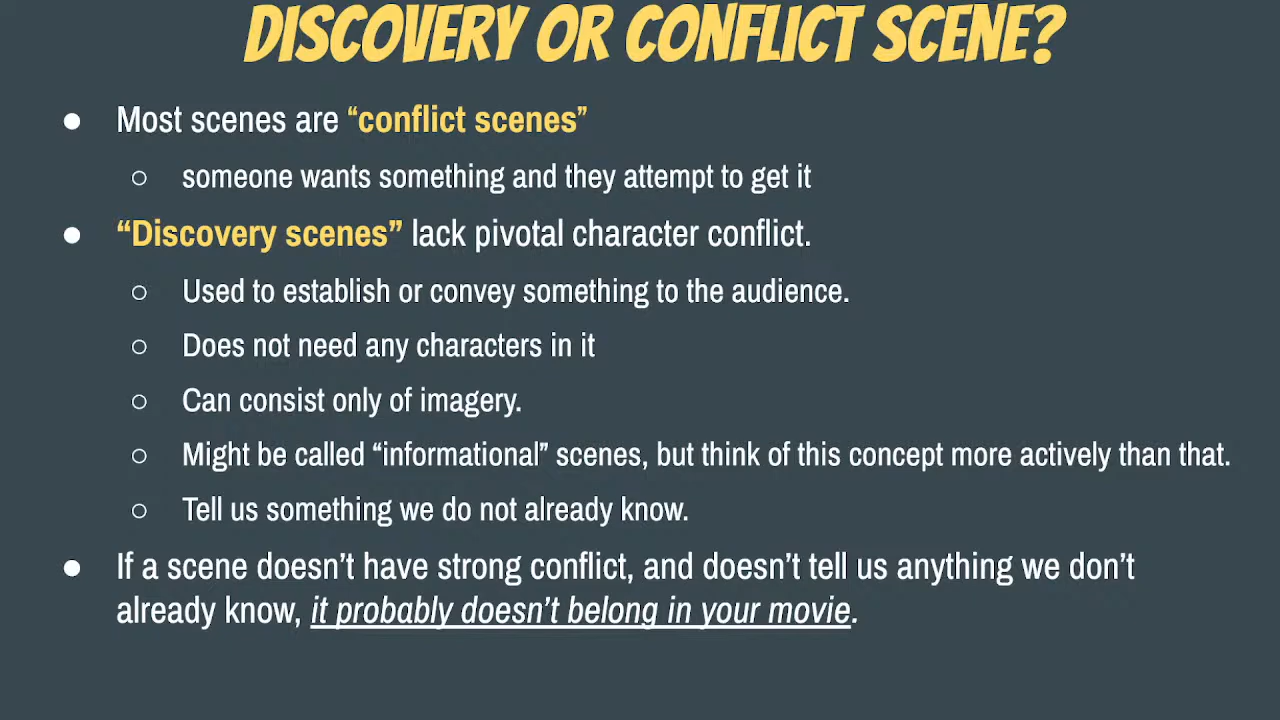 DISCOVERY OR CONFLICT SCENE?
● Most scenes are “conflict scenes”
○ someone wants something and they attempt to get it
● “Discovery scenes” lack pivotal character conflict.
○ Used to establish or convey something to the audience.
○ Does not need any characters in it
○ Can consist only of imagery.
○ Might be called “informational” scenes, but think of this concept more actively than that.
○ Tell us something we do not already know.
● If a scene doesn’t have strong conflict, and doesn’t tell us anything we don’t
already know, it probably doesn’t belong in your movie.